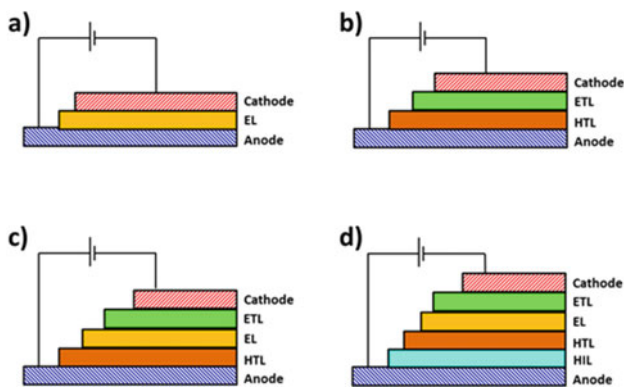 a)
Cathode
EL
Anode
b)
Cathode
ETL
HTL
Anode
c)
Cathode
ETL
EL
HTL
Anode
d)
Cathode
ETL
EL
HTL
HIL
Anode